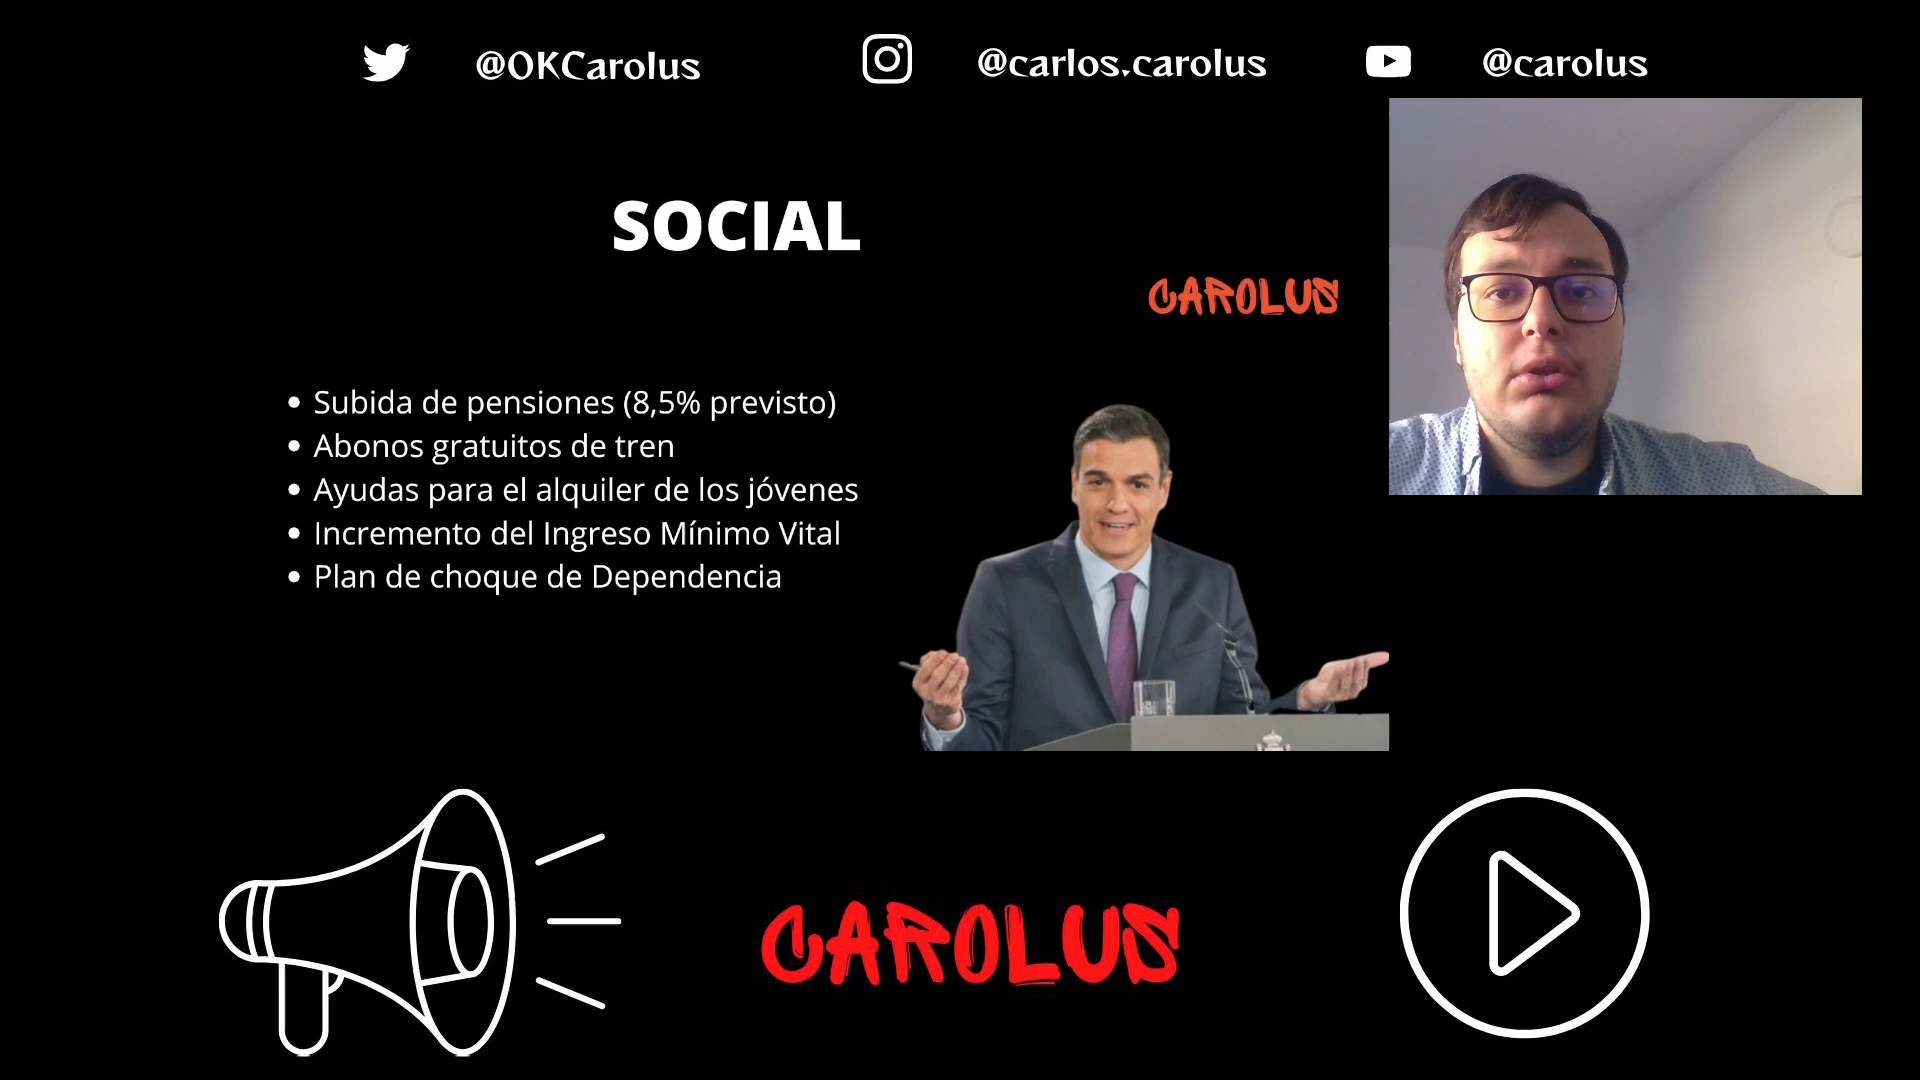 @OKCarolus
@carlos.carolus
@carolus
SOCIAL
CAROLUS
Subida de pensiones (8,5% previsto)
Abonos gratuitos de tren
Ayudas para el alquiler de los jóvenes
Incremento del Ingreso Mínimo Vital
Plan de choque de Dependencia
CAROLUS